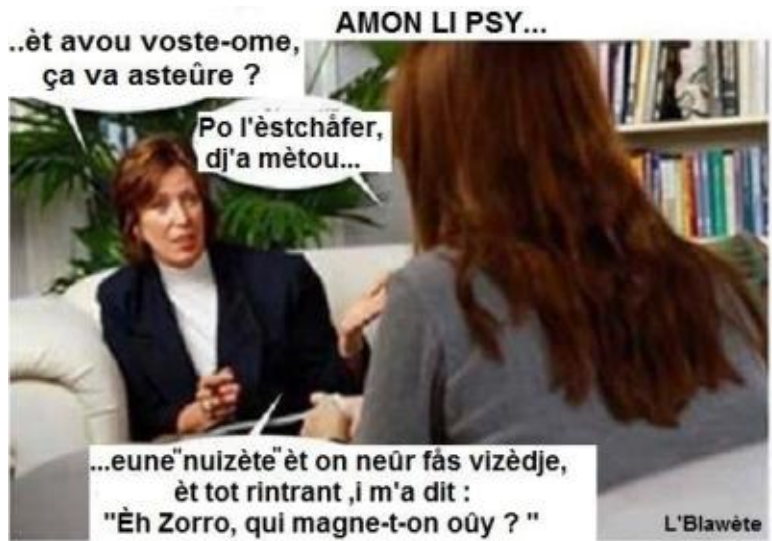 AMON LI PSY...
..èt avou voste-ome,
ça va asteûre ?
Po l'èstchåfer,
dj'a mètou...
...eune"nuizète"èt on neûr fås vizèdje,
èt tot rintrant ,i m'a dit :
"Èh Zorro, qui magne-t-on oûy ? "
L'Blawète